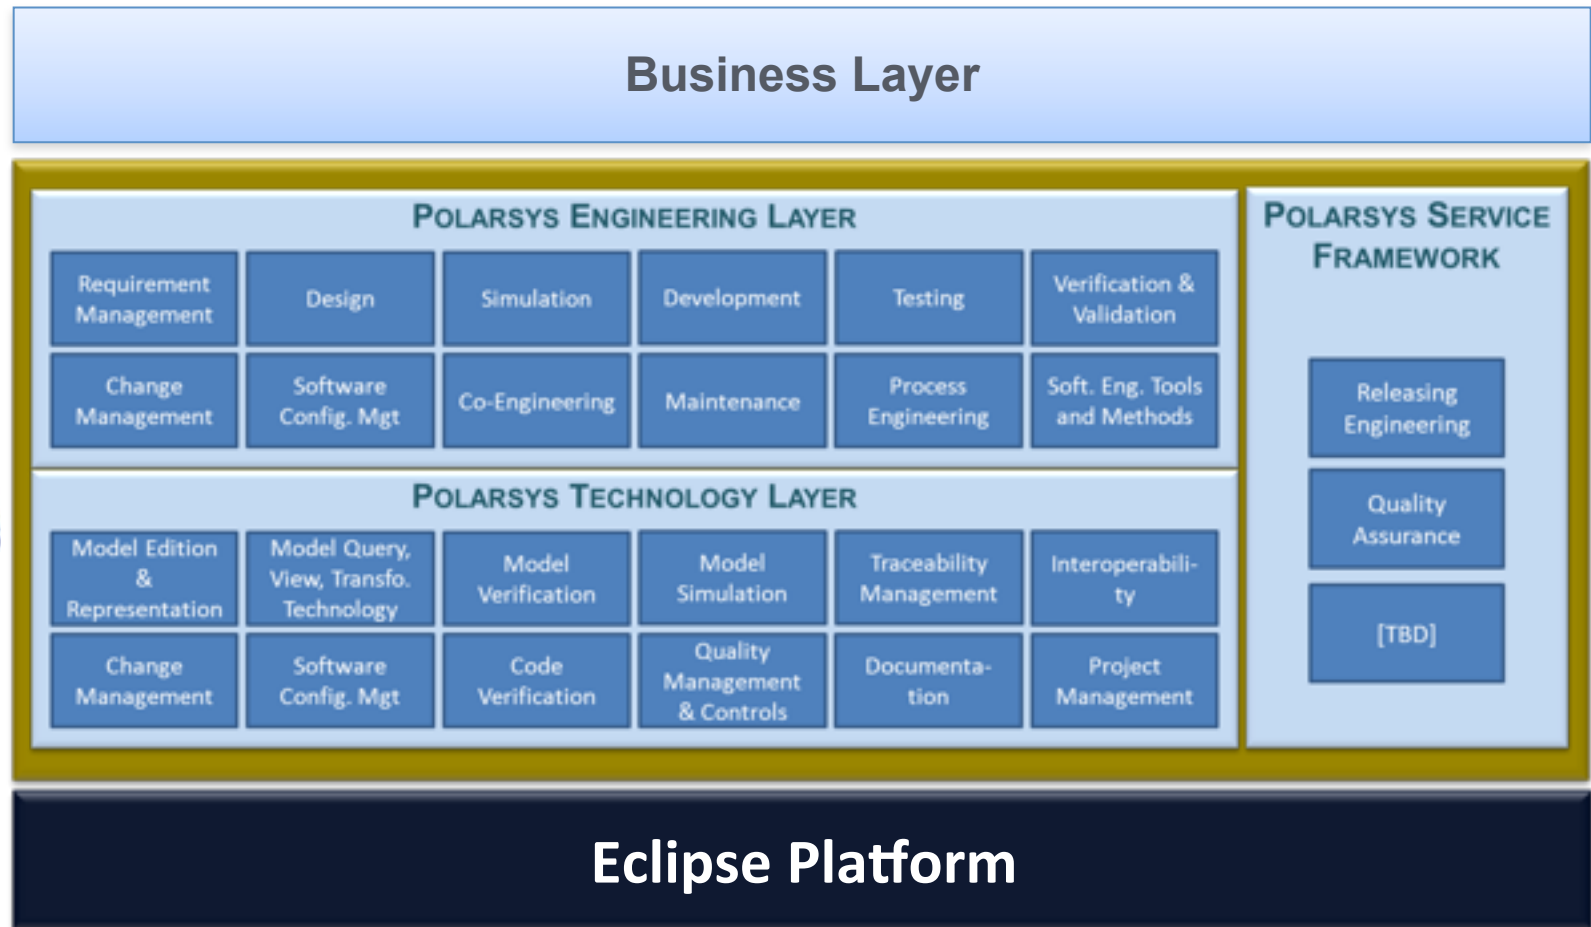 Business Layer
POLARSYS ENGINEERING LAYER
Requirement
Management
Design
Simulation
Development
Testing
Verification &
Validation
Change
Management
Software
Config. Mgt
Co-Engineering
Maintenance
Process
Engineering
Soft. Eng. Tools
and Methods
POLARSYS TECHNOLOGY LAYER
Model Edition
&
Representation
Model Query,
View, Transfo.
Technology
Model
Verification
Model
Simulation
Traceability
Management
Interoperabili-
ty
Change
Management
Software
Config. Mgt
Code
Verification
Quality
Management
& Controls
Documenta-
tion
Project
Management
POLARSYS SERVICE
FRAMEWORK
Releasing
Engineering
Quality
Assurance
[TBD]
Eclipse Platform